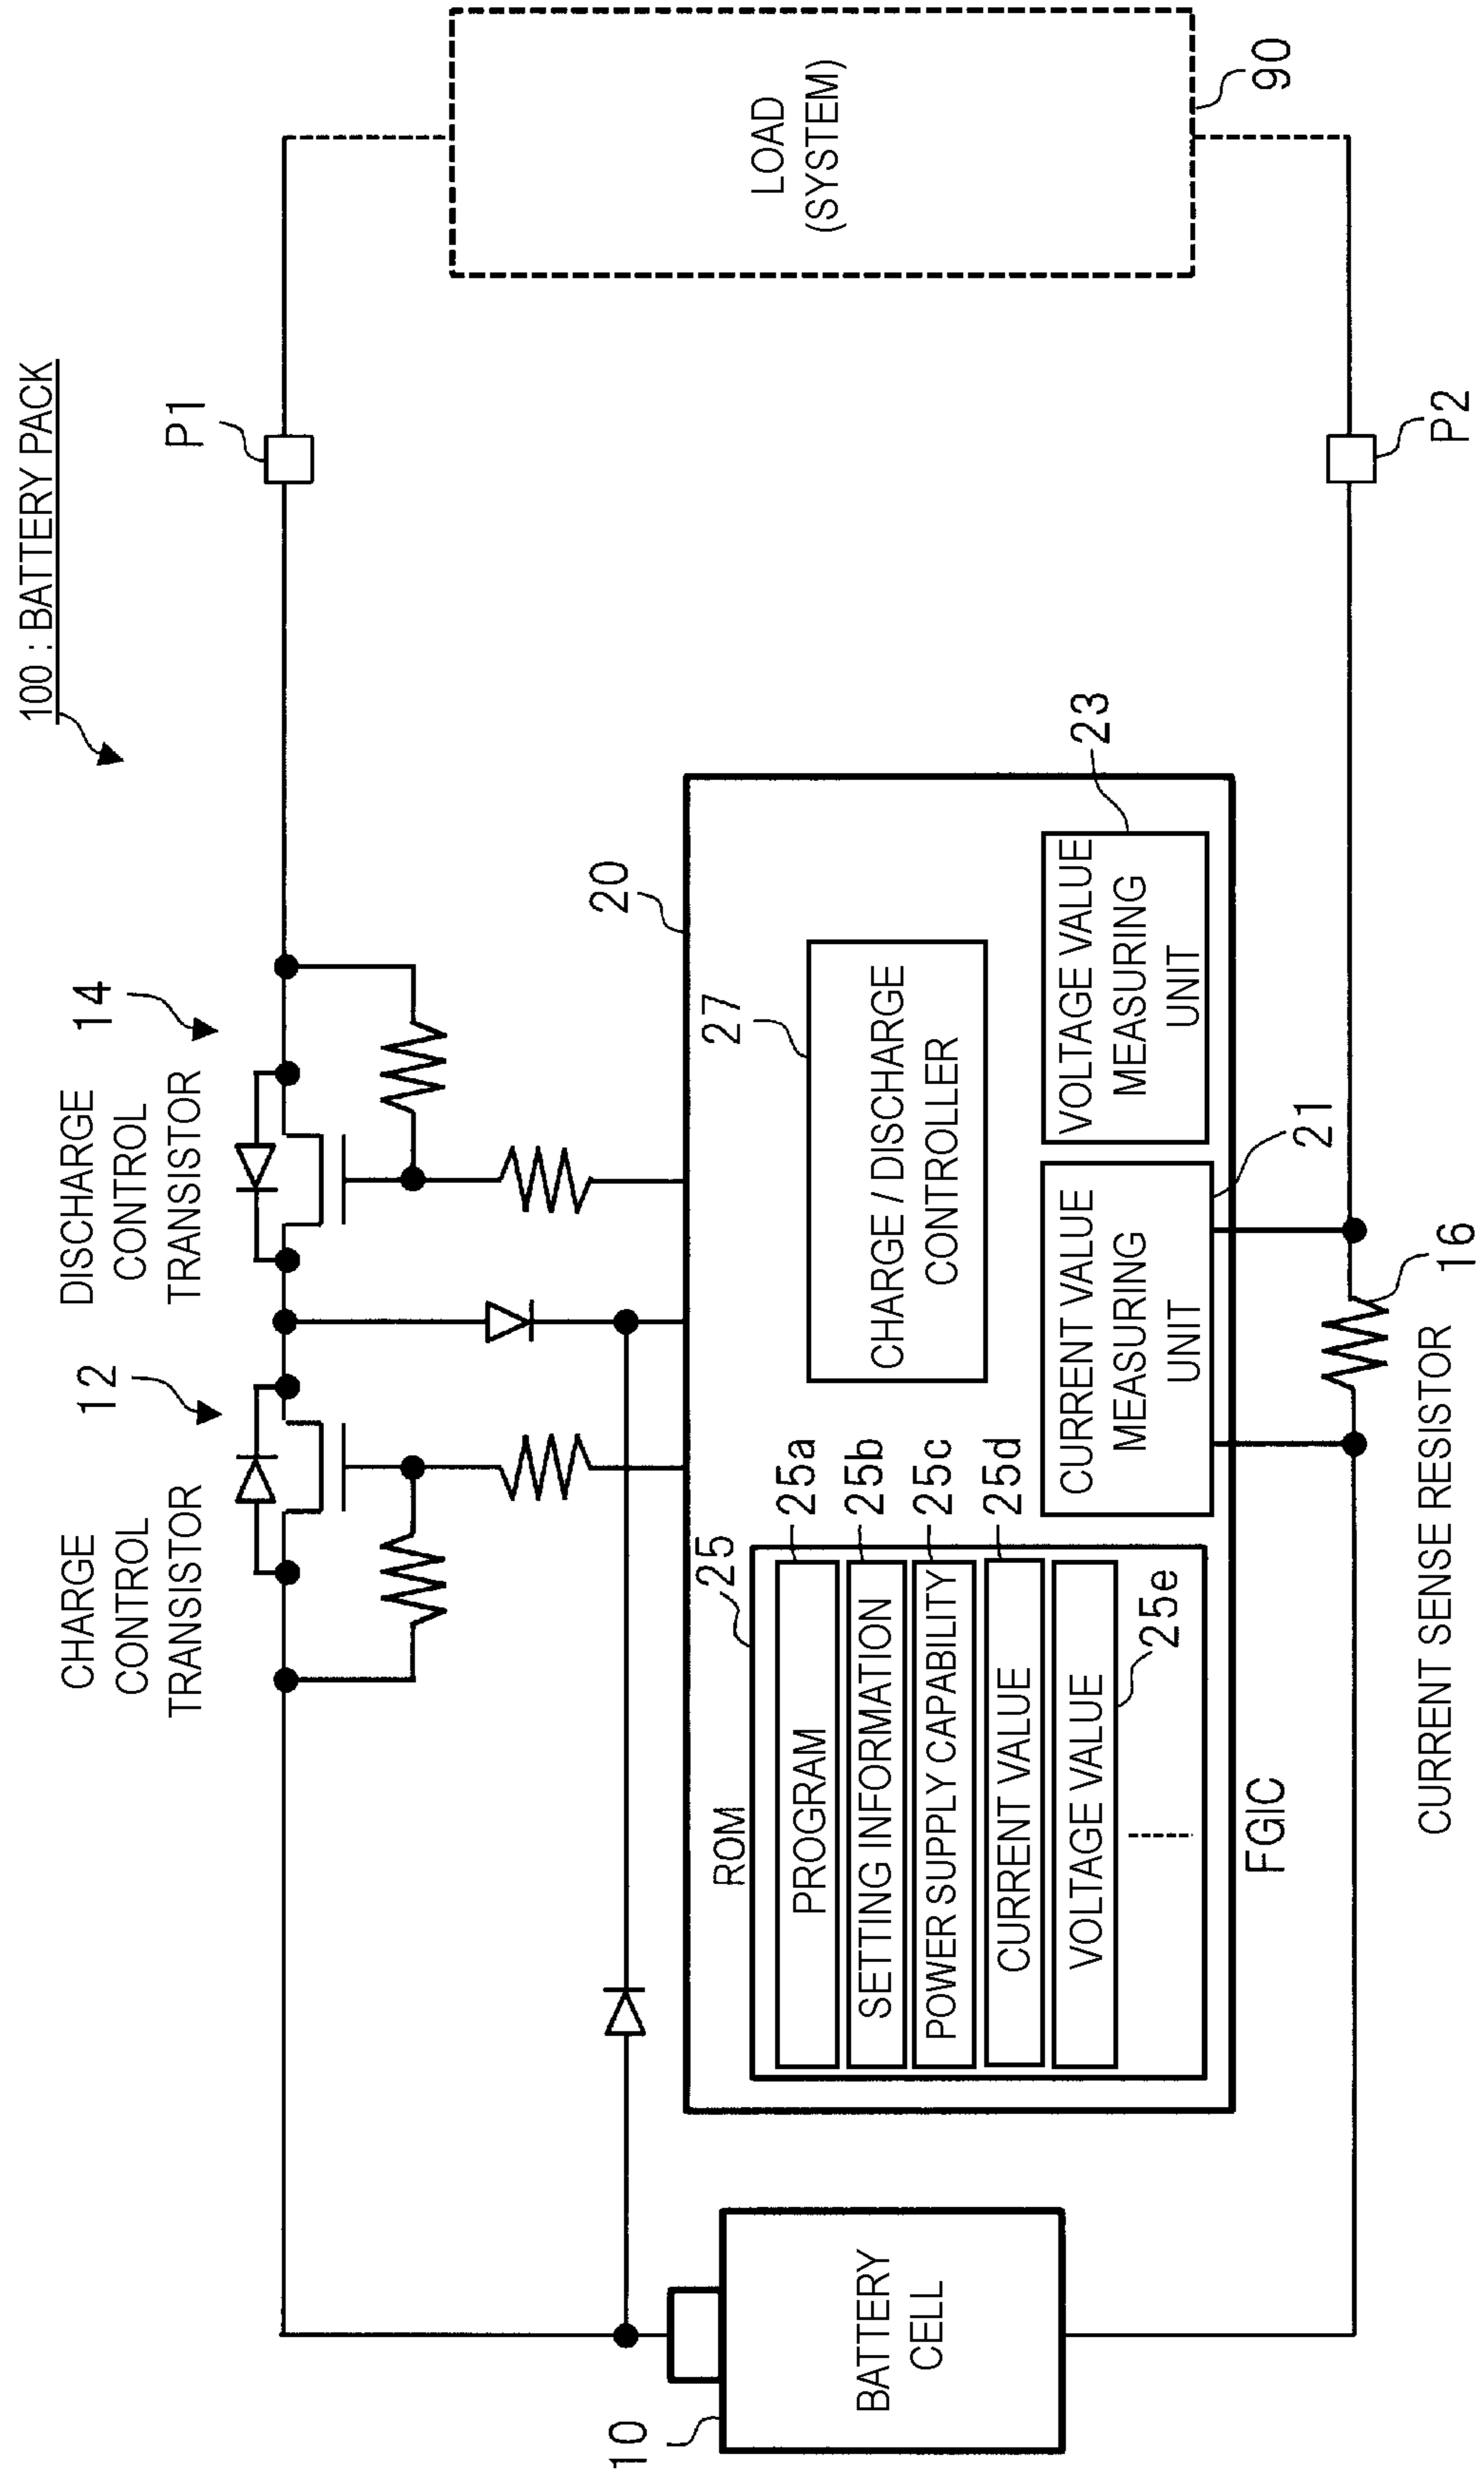 100 : BATTERY PACK
CHARGE
CONTROL
TRANSISTOR
12
DISCHARGE
CONTROL
TRANSISTOR
14
P1
20
27
CHARGE / DISCHARGE
CONTROLLER
25
ROM
PROGRAM
25a
SETTING INFORMATION
25b
POWER SUPPLY CAPABILITY
25c
CURRENT VALUE
25d
VOLTAGE VALUE
25e
CURRENT VALUE
MEASURING
UNIT
21
VOLTAGE VALUE
MEASURING
UNIT
23
FGIC
10
BATTERY
CELL
LOAD
(SYSTEM)
90
16
CURRENT SENSE RESISTOR
P2